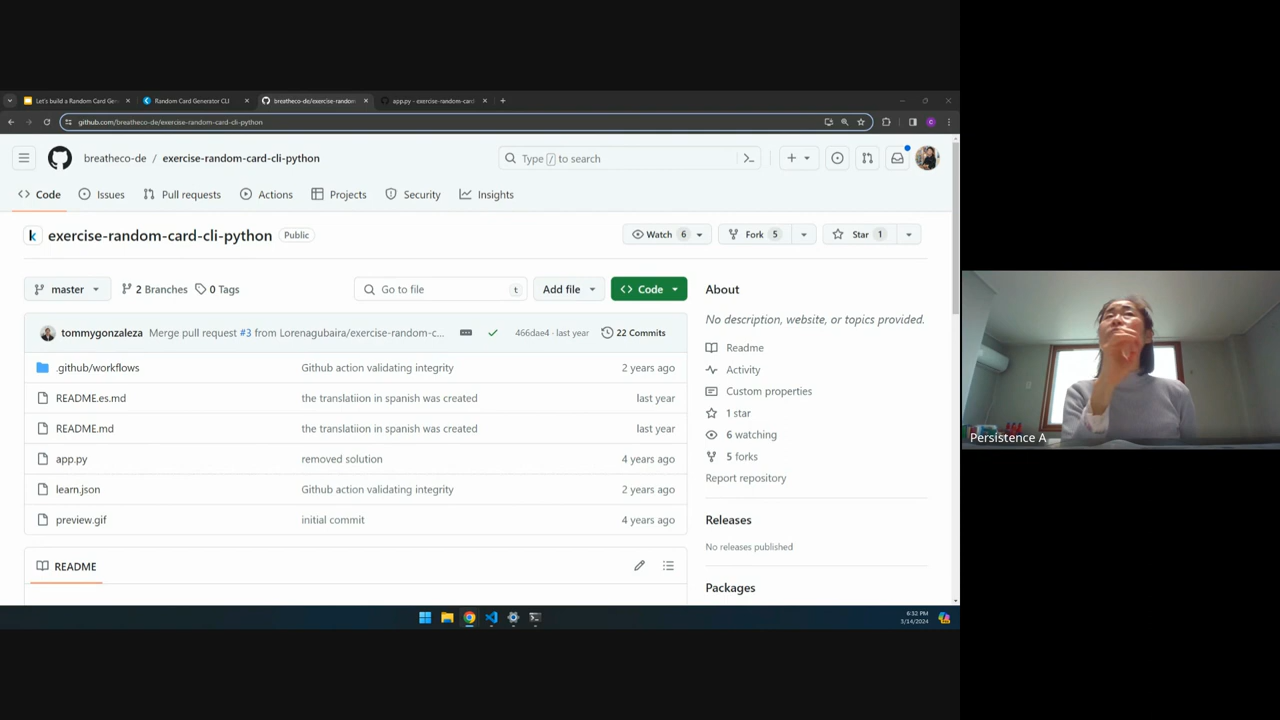 Let's build a Random Card Gen
Random Card Generator CLI
breatheco-de/exercise-random
app.py - exercise-random-card
github.com/breatheco-de/exercise-random-card-cli-python
breatheco-de / exercise-random-card-cli-python
Type / to search
Code
Issues
Pull requests
Actions
Projects
Security
Insights
k exercise-random-card-cli-python Public
Watch 6
Fork 5
Star 1
master
2 Branches
0 Tags
Go to file t
Add file
Code
tommygonzaleza Merge pull request #3 from Lorenagubaira/exercise-random-c... 466dae4 · last year 22 Commits
.github/workflows Github action validating integrity 2 years ago
README.es.md the translatiion in spanish was created last year
README.md the translatiion in spanish was created last year
app.py removed solution 4 years ago
learn.json Github action validating integrity 2 years ago
preview.gif initial commit 4 years ago
README
About
No description, website, or topics provided.
Readme
Activity
Custom properties
1 star
6 watching
5 forks
Report repository
Releases
No releases published
Packages
6:32 PM
3/14/2024
Persistence A